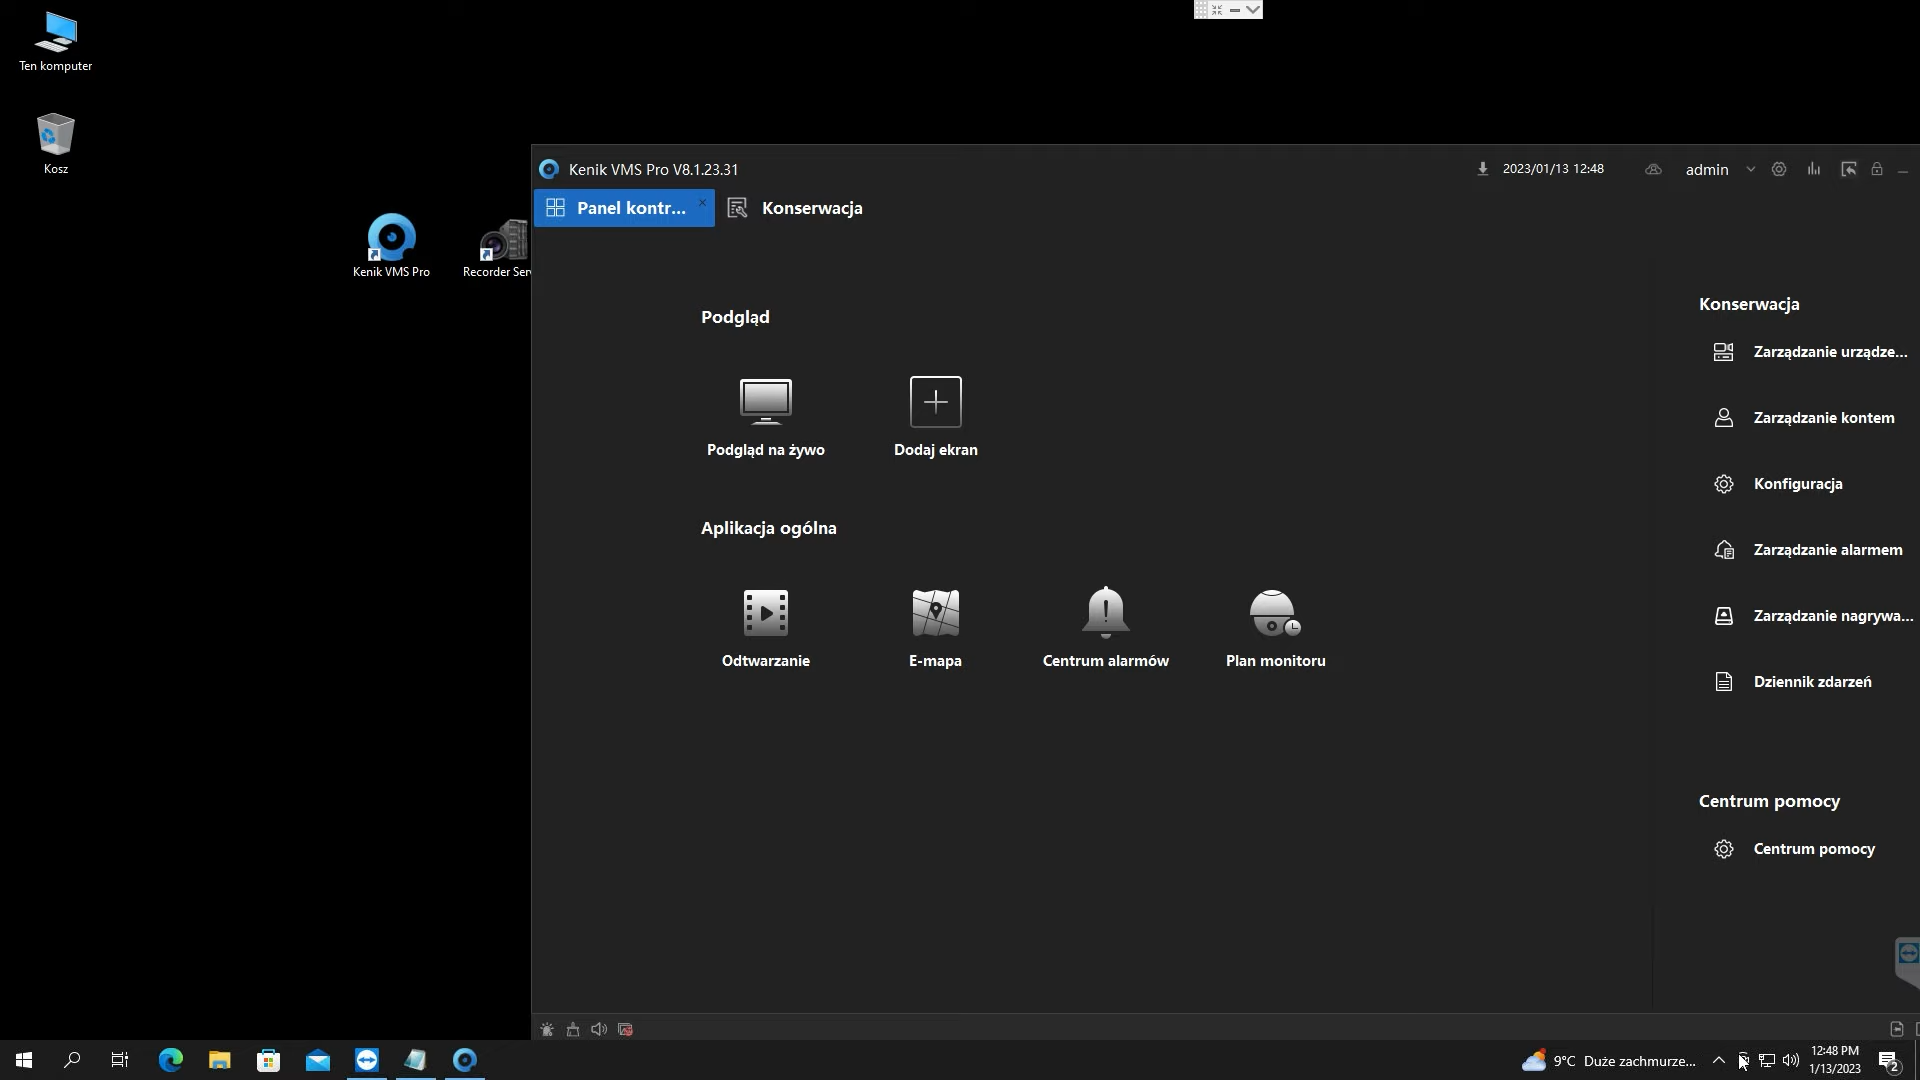 Ten komputer
Kosz
Kenik VMS Pro
Recorder Ser
Kenik VMS Pro V8.1.23.31
2023/01/13 12:48
admin
Panel kontr...
Konserwacja
Podgląd
Podgląd na żywo
Dodaj ekran
Aplikacja ogólna
Odtwarzanie
E-mapa
Centrum alarmów
Plan monitoru
Konserwacja
Zarządzanie urządze...
Zarządzanie kontem
Konfiguracja
Zarządzanie alarmem
Zarządzanie nagrywa...
Dziennik zdarzeń
Centrum pomocy
Centrum pomocy
9°C Duże zachmurze...
12:48 PM
1/13/2023
2